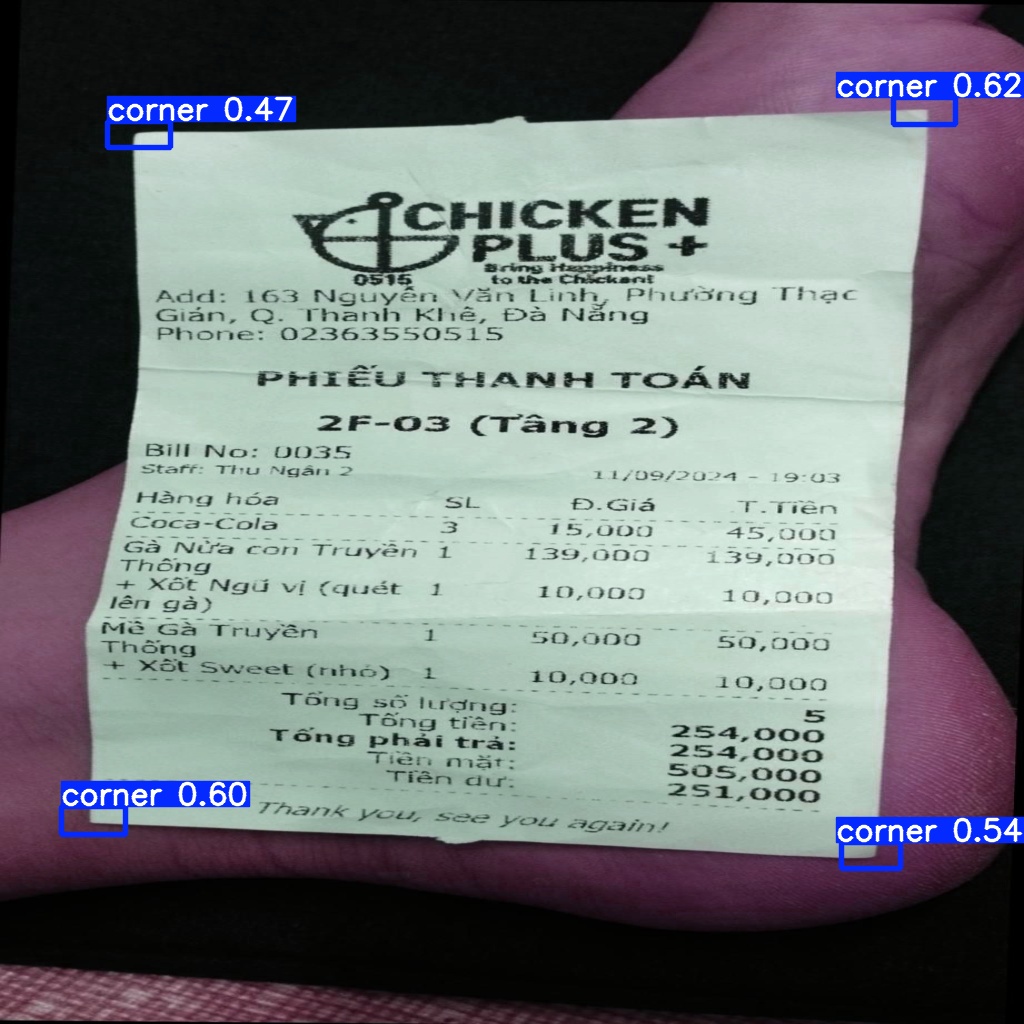 corner 0.47
corner 0.62
CHICKEN
PLUS +
Bring Happiness
to the Chicken!
0515
Add: 163 Nguyễn Văn Linh, Phường Thạc
Gián, Q. Thanh Khê, Đà Nẵng
Phone: 02363550515
PHIẾU THANH TOÁN
2F-03 (Tầng 2)
Bill No: 0035
Staff: Thu Ngân 2 11/09/2024 - 19:03
Hàng hóa SL Đ.Giá T.Tiền
Coca-Cola 3 15,000 45,000
Gà Nửa con Truyền 1 139,000 139,000
Thống
+ Xốt Ngũ vị (quét 1 10,000 10,000
lên gà)
Mề Gà Truyền 1 50,000 50,000
Thống
+ Xốt Sweet (nhỏ) 1 10,000 10,000
Tổng số lượng: 5
Tổng tiền: 254,000
Tổng phải trả: 254,000
Tiền mặt: 505,000
Tiền dư: 251,000
Thank you, see you again!
corner 0.60
corner 0.54